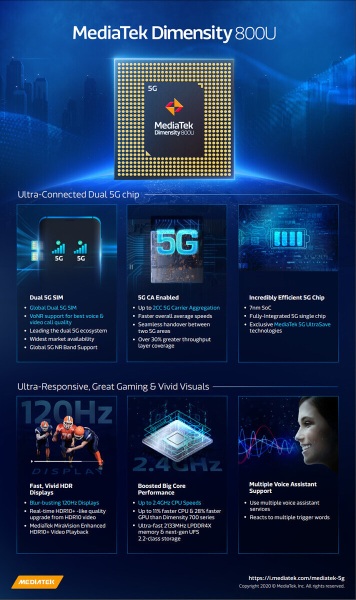 MediaTek Dimensity 800U
5G
MediaTek
Dimensity 800U
Ultra-Connected Dual 5G chip
5G 5G
Dual 5G SIM
• Global Dual 5G SIM
• VoNR support for best voice &
video call quality
• Leading the dual 5G ecosystem
• Widest market availability
• Global 5G NR Band Support
5G
5G CA Enabled
• Up to 2CC 5G Carrier Aggregation
• Faster overall average speeds
• Seamless handover between
two 5G areas
• Over 30% greater throughput
layer coverage
Incredibly Efficient 5G Chip
• 7nm SoC
• Fully-Integrated 5G single chip
• Exclusive MediaTek 5G UltraSave
technologies
Ultra-Responsive, Great Gaming & Vivid Visuals
120Hz
DISPLAY
Fast, Vivid HDR
Displays
• Blur-busting 120Hz Displays
• Real-time HDR10+ -like quality
upgrade from HDR10 video
• MediaTek MiraVision Enhanced
HDR10+ Video Playback
2.4GHz
Boosted Big Core
Performance
• Up to 2.4GHz CPU Speeds
• Up to 11% faster CPU & 28% faster
GPU than Dimensity 700 series
• Ultra-fast 2133MHz LPDDR4X
memory & next-gen UFS
2.2-class storage
Multiple Voice Assistant
Support
• Use multiple voice assistant
services
• Reacts to multiple trigger words
MEDIATEK
https://i.mediatek.com/mediatek-5g
Copyright 2020 © MediaTek, Inc. All rights reserved.